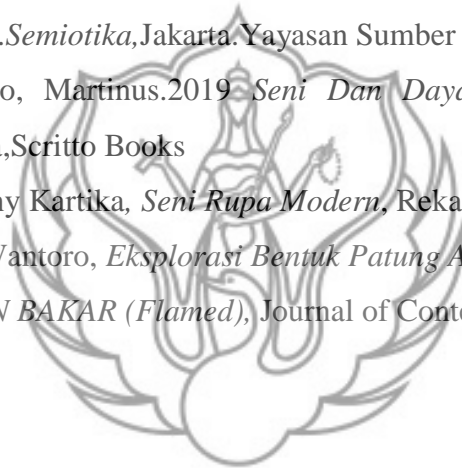 .Semiotika,Jakarta.Yayasan Sumber
o, Martinus.2019 Seni Dan Daya
,Scritto Books
ny Kartika, Seni Rupa Modern, Reka
Wantoro, Eksplorasi Bentuk Patung A
N BAKAR (Flamed), Journal of Conte